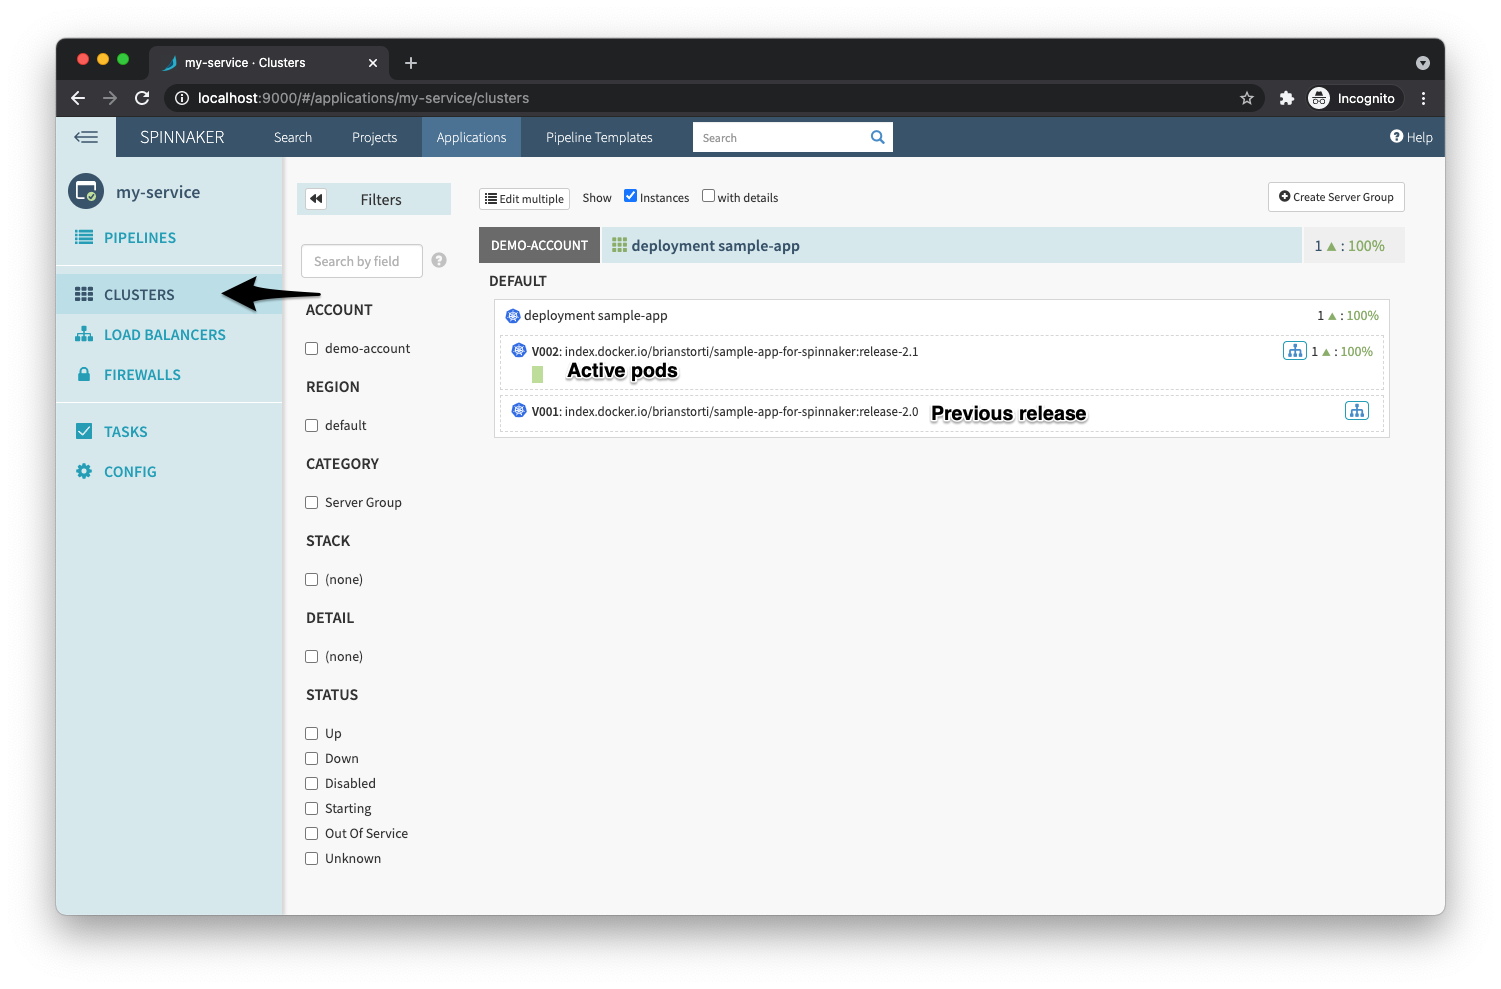 my-service · Clusters
localhost:9000/#/applications/my-service/clusters
Incognito
SPINNAKER Search Projects Applications Pipeline Templates Search Help
my-service
PIPELINES
CLUSTERS
LOAD BALANCERS
FIREWALLS
TASKS
CONFIG
Filters
Search by field
ACCOUNT
demo-account
REGION
default
CATEGORY
Server Group
STACK
(none)
DETAIL
(none)
STATUS
Up
Down
Disabled
Starting
Out Of Service
Unknown
Edit multiple Show Instances with details Create Server Group
DEMO-ACCOUNT deployment sample-app 1 ▲ : 100%
DEFAULT
deployment sample-app 1 ▲ : 100%
V002: index.docker.io/brianstorti/sample-app-for-spinnaker:release-2.1 1 ▲ : 100%
Active pods
V001: index.docker.io/brianstorti/sample-app-for-spinnaker:release-2.0 Previous release